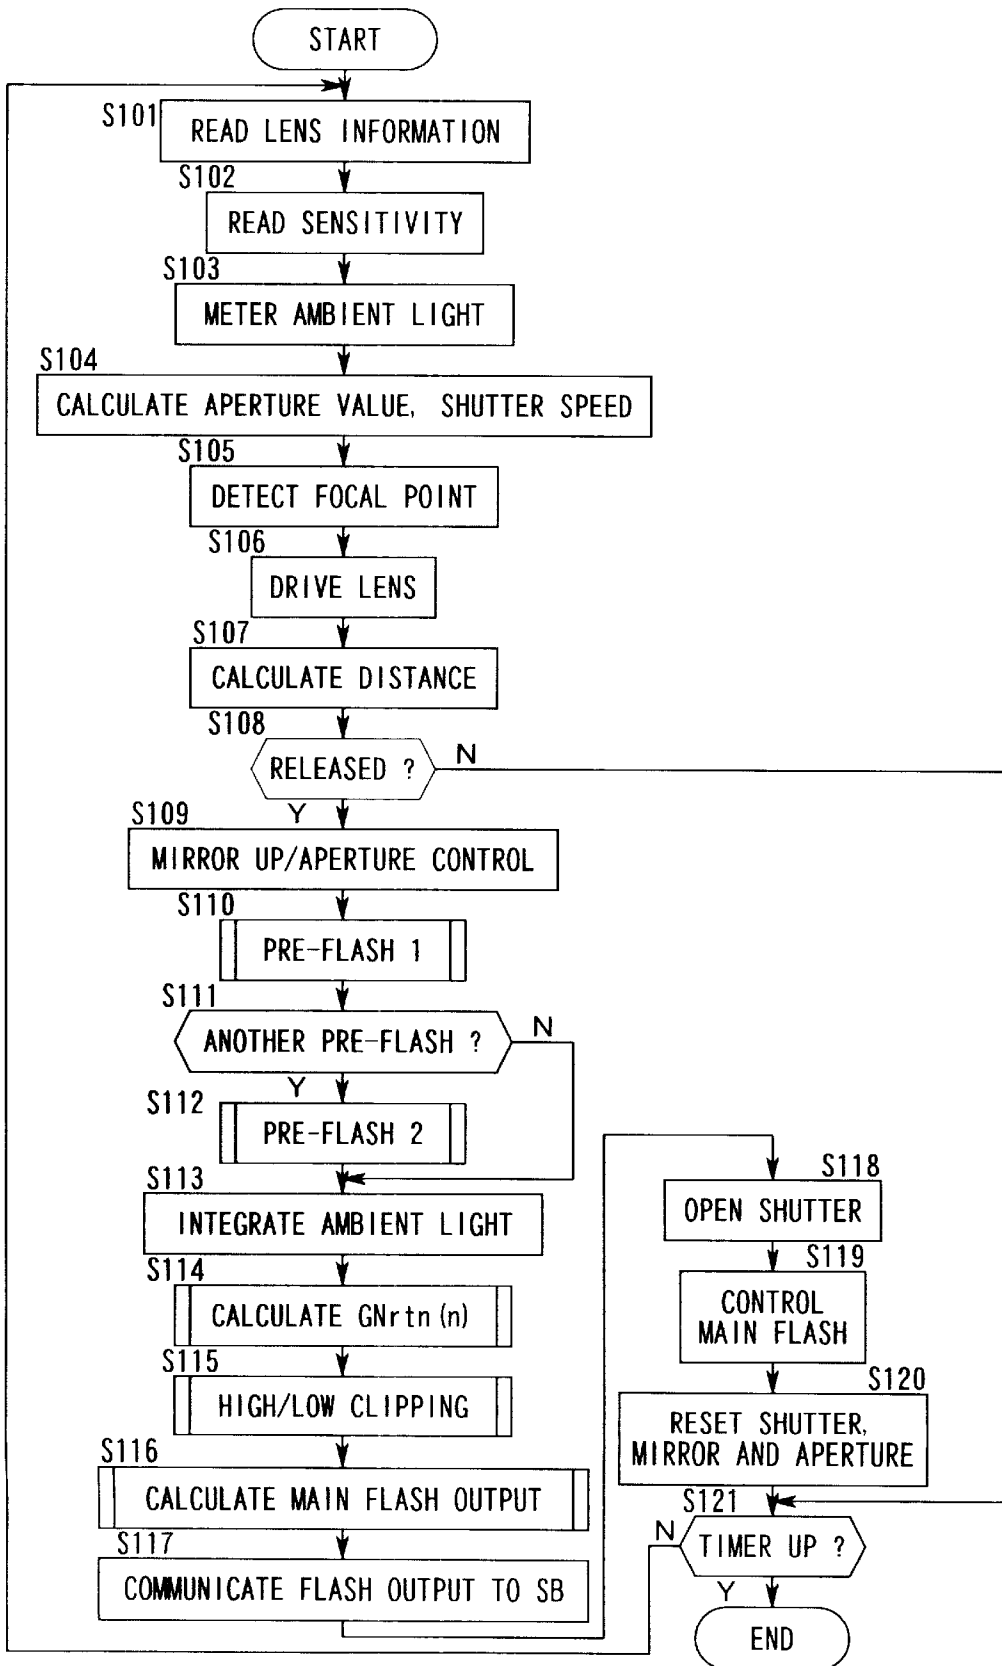 START
S101
READ LENS INFORMATION
S102
READ SENSITIVITY
S103
METER AMBIENT LIGHT
S104
CALCULATE APERTURE VALUE, SHUTTER SPEED
S105
DETECT FOCAL POINT
S106
DRIVE LENS
S107
CALCULATE DISTANCE
S108
RELEASED ?
N
Y
S109
MIRROR UP/APERTURE CONTROL
S110
PRE-FLASH 1
S111
ANOTHER PRE-FLASH ?
N
Y
S112
PRE-FLASH 2
S113
INTEGRATE AMBIENT LIGHT
S114
CALCULATE GNrtn(n)
S115
HIGH/LOW CLIPPING
S116
CALCULATE MAIN FLASH OUTPUT
S117
COMMUNICATE FLASH OUTPUT TO SB
S118
OPEN SHUTTER
S119
CONTROL
MAIN FLASH
S120
RESET SHUTTER,
MIRROR AND APERTURE
S121
N
TIMER UP ?
Y
END